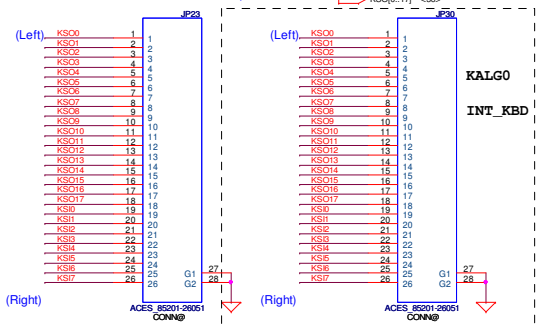 JP23
(Left)
KSO0 1 1
KSO1 2 2
KSO2 3 3
KSO3 4 4
KSO4 5 5
KSO5 6 6
KSO6 7 7
KSO7 8 8
KSO8 9 9
KSO9 10 10
KSO10 11 11
KSO11 12 12
KSO12 13 13
KSO13 14 14
KSO14 15 15
KSO15 16 16
KSO16 17 17
KSO17 18 18
KSI0 19 19
KSI1 20 20
KSI2 21 21
KSI3 22 22
KSI4 23 23
KSI5 24 24
KSI6 25 25 G1 27
KSI7 26 26 G2 28
(Right)
ACES_85201-26051
CONN@
JP30
(Left)
KSO0 1 1
KSO1 2 2
KSO2 3 3
KSO3 4 4
KSO4 5 5
KSO5 6 6
KSO6 7 7
KSO7 8 8
KSO8 9 9
KSO9 10 10
KSO10 11 11
KSO11 12 12
KSO12 13 13
KSO13 14 14
KSO14 15 15
KSO15 16 16
KSO16 17 17
KSO17 18 18
KSI0 19 19
KSI1 20 20
KSI2 21 21
KSI3 22 22
KSI4 23 23
KSI5 24 24
KSI6 25 25 G1 27
KSI7 26 26 G2 28
(Right)
ACES_85201-26051
CONN@
KALG0
INT_KBD